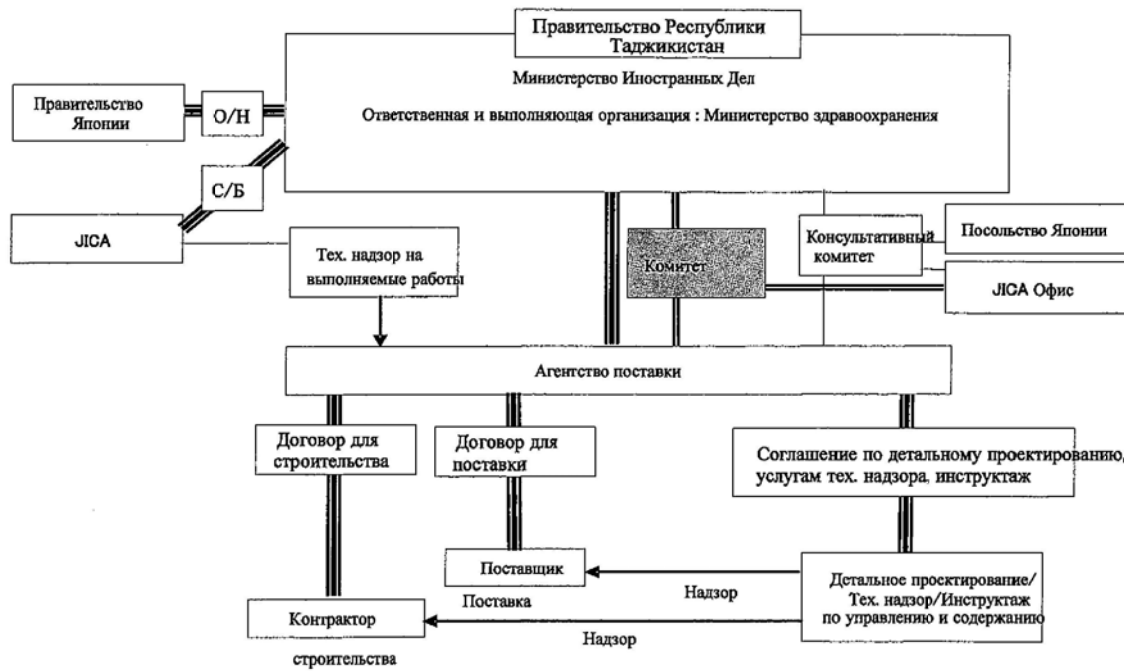 Правительство Республики
Таджикистан
Министерство Иностранных Дел
Ответственная и выполняющая организация : Министерство здравоохранения
Правительство
Японии
О/Н
С/Б
JICA
Тех. надзор на
выполняемые работы
Комитет
Консультативный
комитет
Посольство Японии
JICA Офис
Агентство поставки
Договор для
строительства
Договор для
поставки
Соглашение по детальному проектированию,
услугам тех. надзора, инструктаж
Поставщик
Поставка
Надзор
Детальное проектирование/
Тех. надзор/Инструктаж
по управлению и содержанию
Контрактор
строительства
Надзор